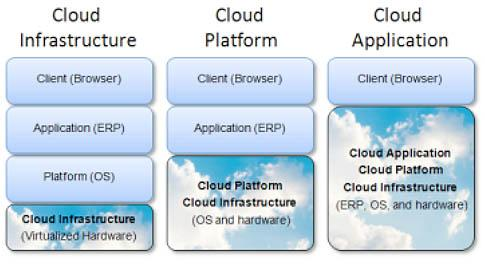 Cloud
Infrastructure
Client (Browser)
Application (ERP)
Platform (OS)
Cloud Infrastructure
(Virtualized Hardware)
Cloud
Platform
Client (Browser)
Application (ERP)
Cloud Platform
Cloud Infrastructure
(OS and hardware)
Cloud
Application
Client (Browser)
Cloud Application
Cloud Platform
Cloud Infrastructure
(ERP, OS, and hardware)